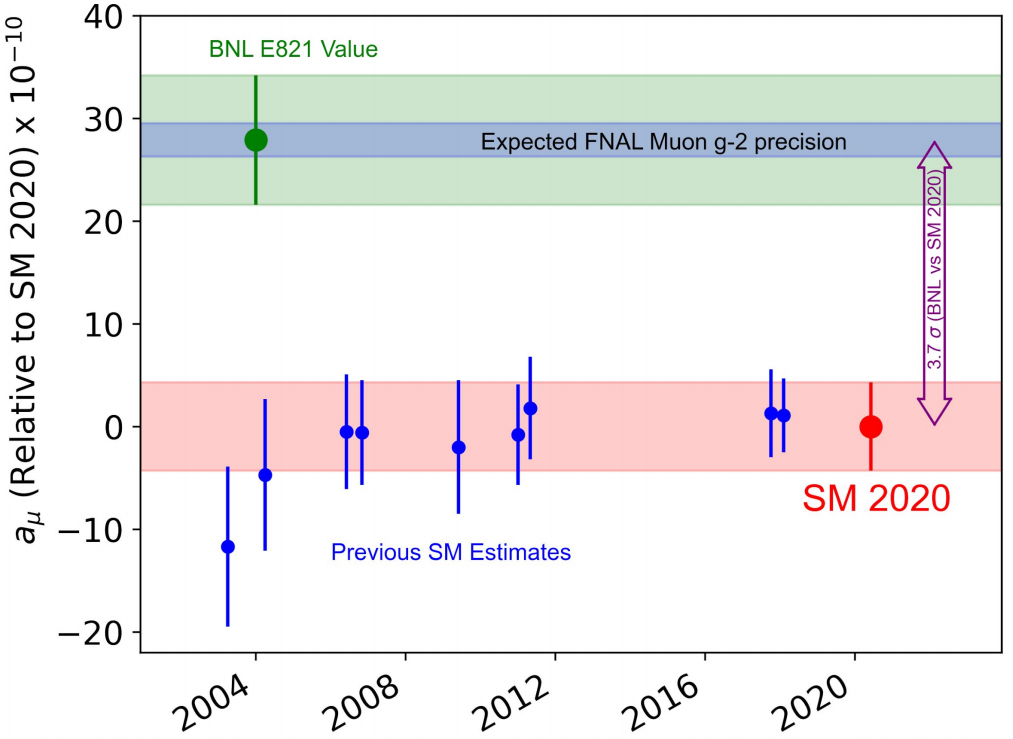 a_μ (Relative to SM 2020) x 10⁻¹⁰
40
30
20
10
0
−10
−20
BNL E821 Value
Expected FNAL Muon g-2 precision
3.7 σ (BNL vs SM 2020)
SM 2020
Previous SM Estimates
2004
2008
2012
2016
2020